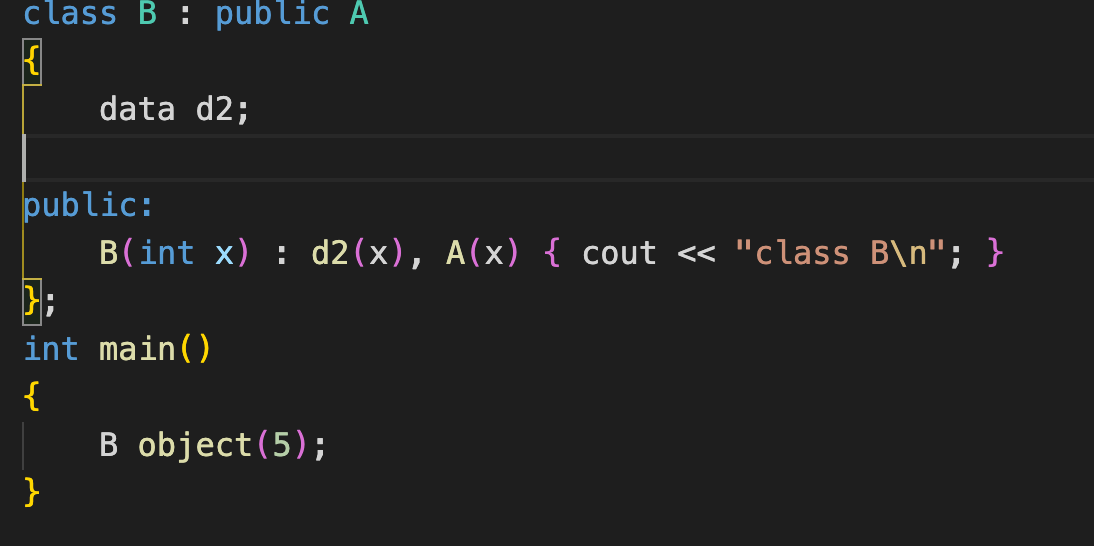 class B : public A
{
    data d2;
public:
    B(int x) : d2(x), A(x) { cout << "class B\n"; }
};
int main()
{
    B object(5);
}